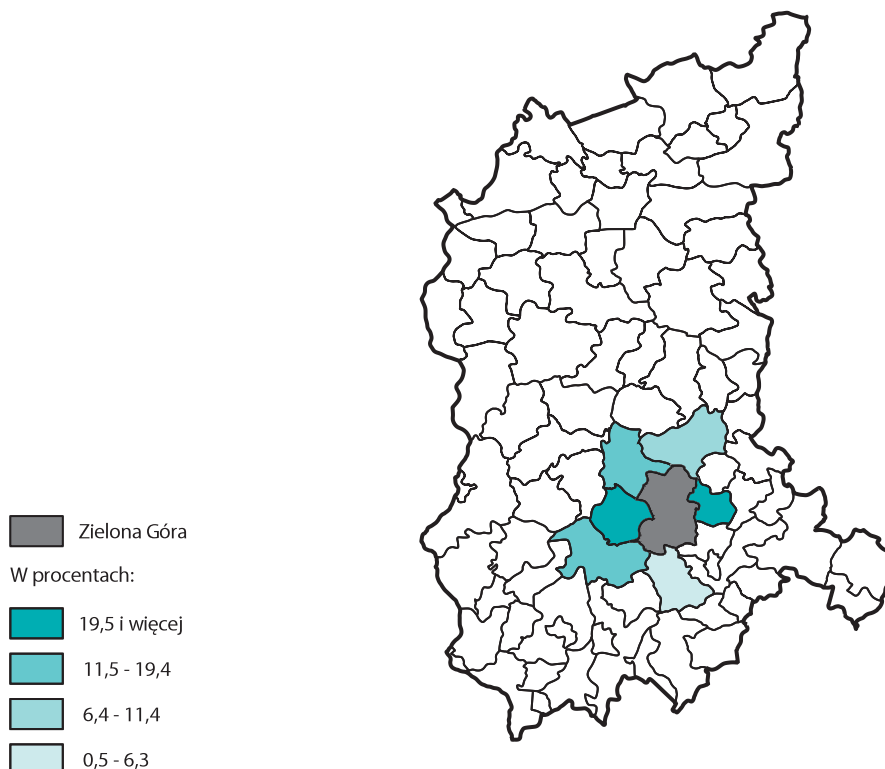 Zielona Góra
W procentach:
19,5 i więcej
11,5 - 19,4
6,4 - 11,4
0,5 - 6,3